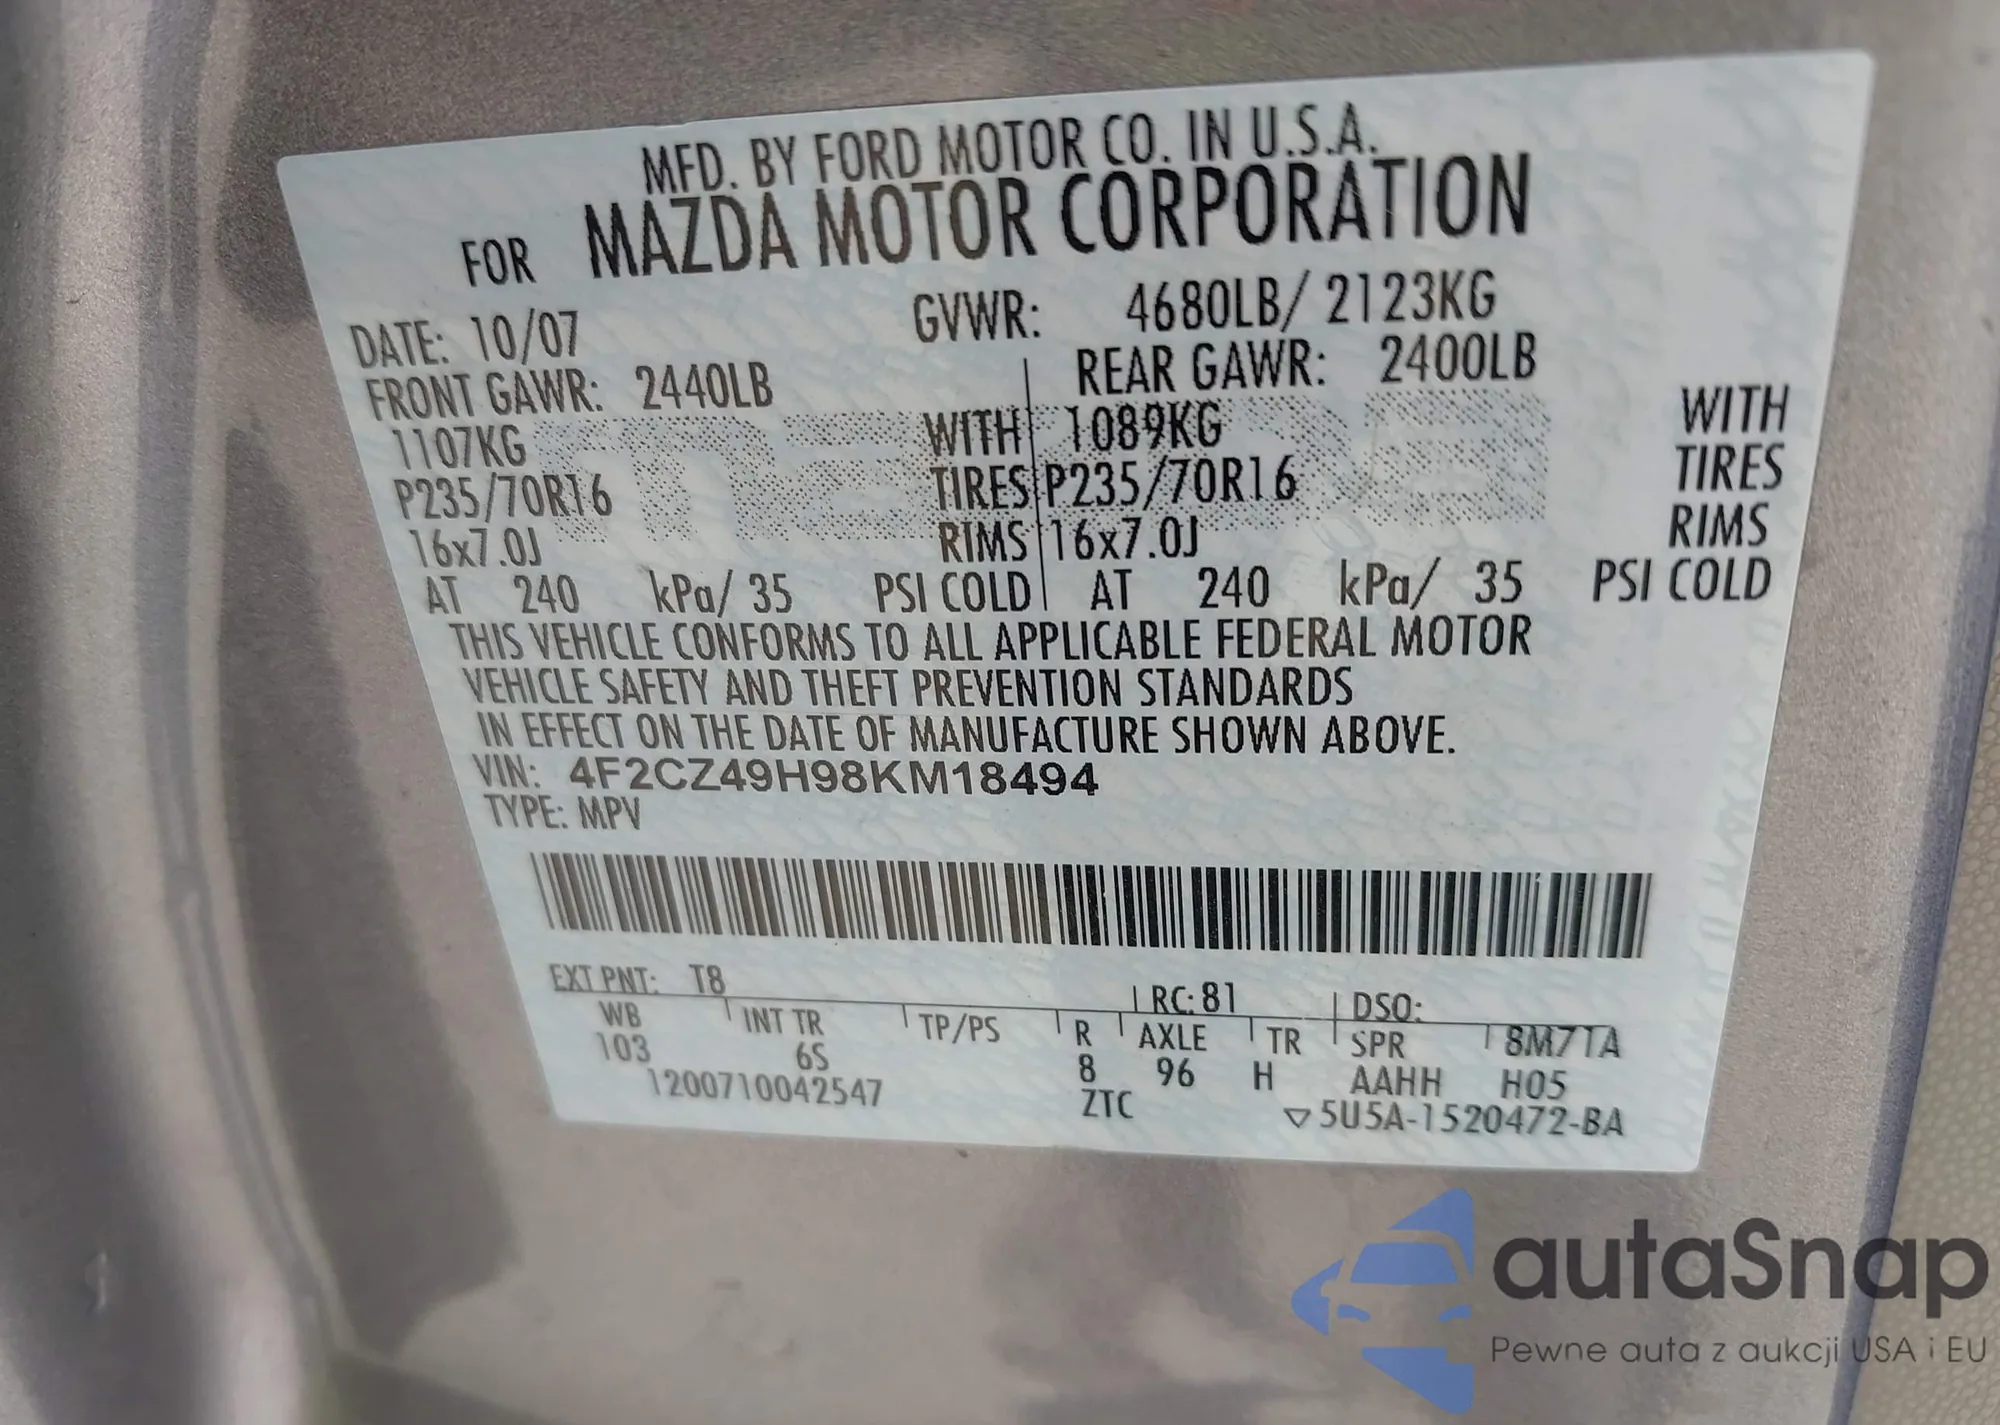 MFD. BY FORD MOTOR CO. IN U.S.A.
FOR MAZDA MOTOR CORPORATION
DATE: 10/07 GVWR: 4680LB/ 2123KG
FRONT GAWR: 2440LB REAR GAWR: 2400LB
1107KG WITH 1089KG WITH
P235/70R16 TIRES P235/70R16 TIRES
16x7.0J RIMS 16x7.0J RIMS
AT 240 kPa/ 35 PSI COLD AT 240 kPa/ 35 PSI COLD
THIS VEHICLE CONFORMS TO ALL APPLICABLE FEDERAL MOTOR
VEHICLE SAFETY AND THEFT PREVENTION STANDARDS
IN EFFECT ON THE DATE OF MANUFACTURE SHOWN ABOVE.
VIN: 4F2CZ49H98KM18494
TYPE: MPV
EXT PNT: T8 RC: 81 DSO:
WB INT TR TP/PS R AXLE TR SPR 8M71A
103 6S 8 96 H AAHH H05
1200710042547 ZTC ▽5U5A-1520472-BA
autaSnap
Pewne auta z aukcji USA i EU